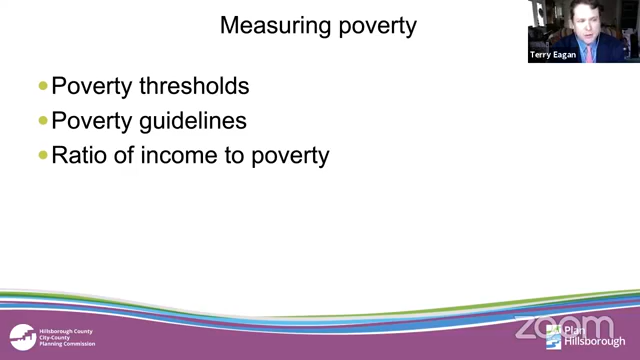 Measuring poverty
Terry Eagan
Poverty thresholds
Poverty guidelines
Ratio of income to poverty
Hillsborough County
City-County
Planning Commission
zoom
Plan
Hillsborough